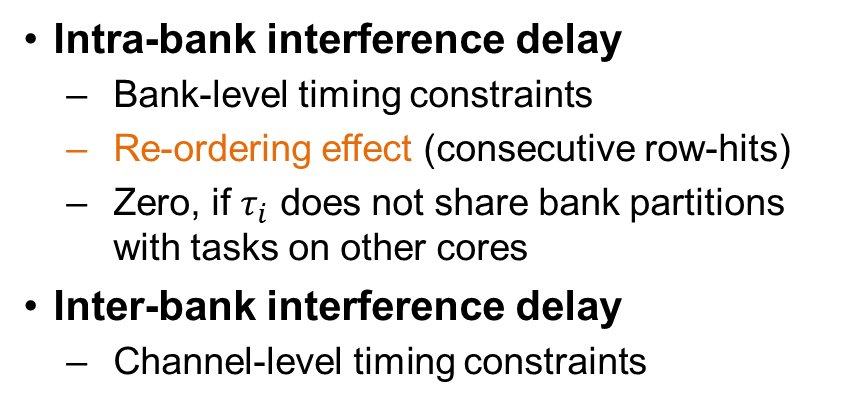 • Intra-bank interference delay
– Bank-level timing constraints
– Re-ordering effect (consecutive row-hits)
– Zero, if τᵢ does not share bank partitions
with tasks on other cores
• Inter-bank interference delay
– Channel-level timing constraints